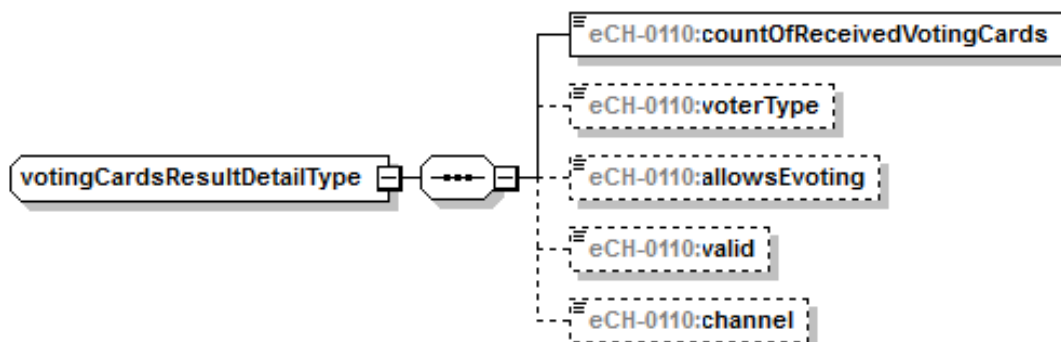 eCH-0110:countOfReceivedVotingCards
eCH-0110:voterType
votingCardsResultDetailType
eCH-0110:allowsEvoting
eCH-0110:valid
eCH-0110:channel